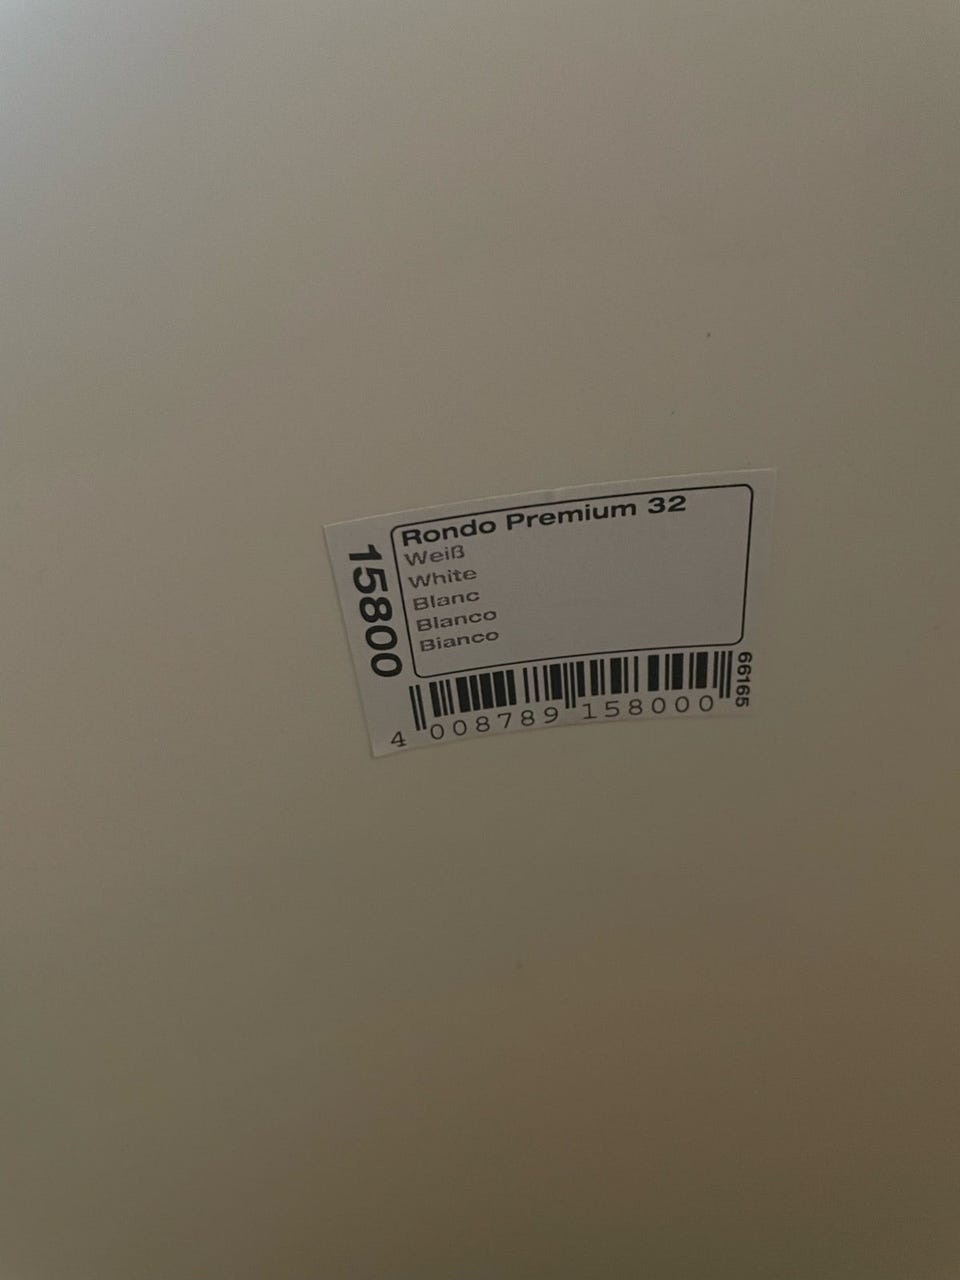 15800
Rondo Premium 32
Weiß
White
Blanc
Blanco
Bianco
66165
4 008789 158000